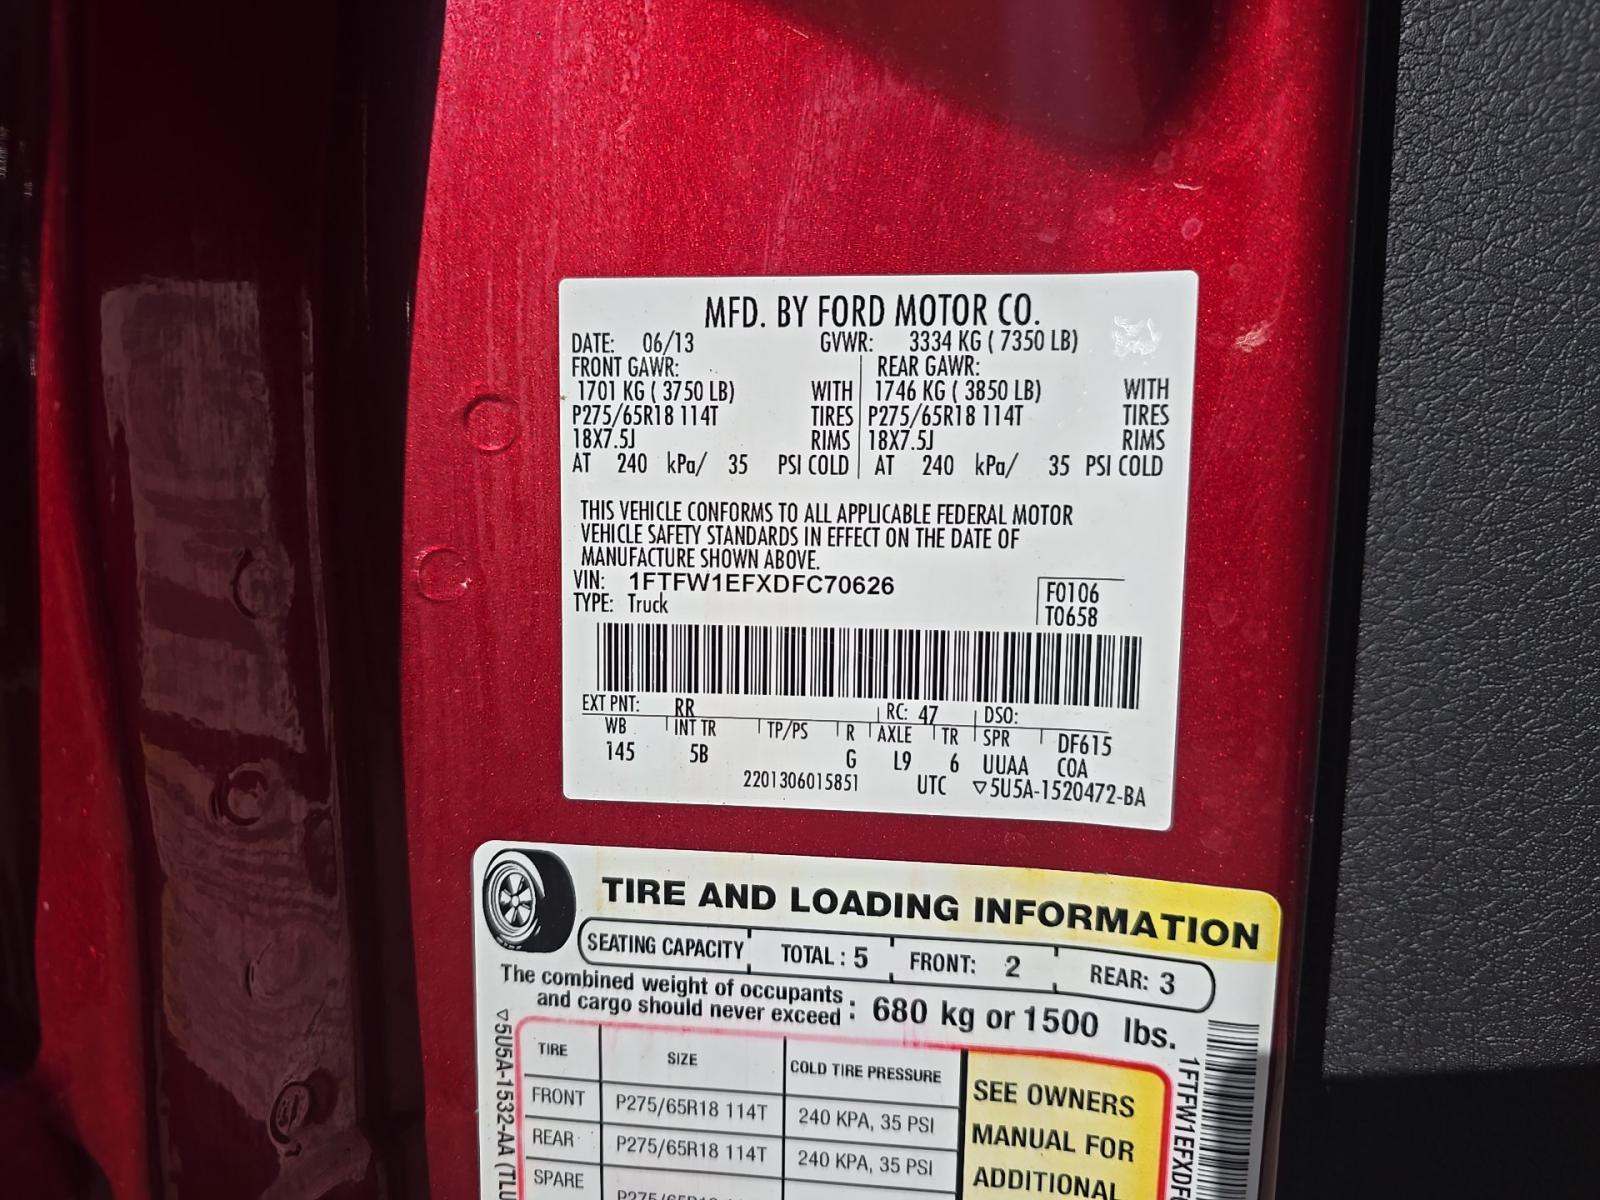 MFD. BY FORD MOTOR CO.
DATE: 06/13 GVWR: 3334 KG ( 7350 LB)
FRONT GAWR: REAR GAWR:
1701 KG ( 3750 LB) WITH 1746 KG ( 3850 LB) WITH
P275/65R18 114T TIRES P275/65R18 114T TIRES
18X7.5J RIMS 18X7.5J RIMS
AT 240 kPa/ 35 PSI COLD AT 240 kPa/ 35 PSI COLD
THIS VEHICLE CONFORMS TO ALL APPLICABLE FEDERAL MOTOR
VEHICLE SAFETY STANDARDS IN EFFECT ON THE DATE OF
MANUFACTURE SHOWN ABOVE.
VIN: 1FTFW1EFXDFC70626 F0106
TYPE: Truck T0658
EXT PNT: RR RC: 47 DSO:
WB INT TR TP/PS R AXLE TR SPR DF615
145 5B G L9 6 UUAA COA
2201306015851 UTC ▽5U5A-1520472-BA
TIRE AND LOADING INFORMATION
SEATING CAPACITY TOTAL : 5 FRONT: 2 REAR: 3
The combined weight of occupants
and cargo should never exceed : 680 kg or 1500 lbs.
TIRE SIZE COLD TIRE PRESSURE
FRONT P275/65R18 114T 240 KPA, 35 PSI
REAR P275/65R18 114T 240 KPA, 35 PSI
SPARE
SEE OWNERS
MANUAL FOR
ADDITIONAL
▽5U5A-1532-AA (TLU
1FTFW1EFXDF